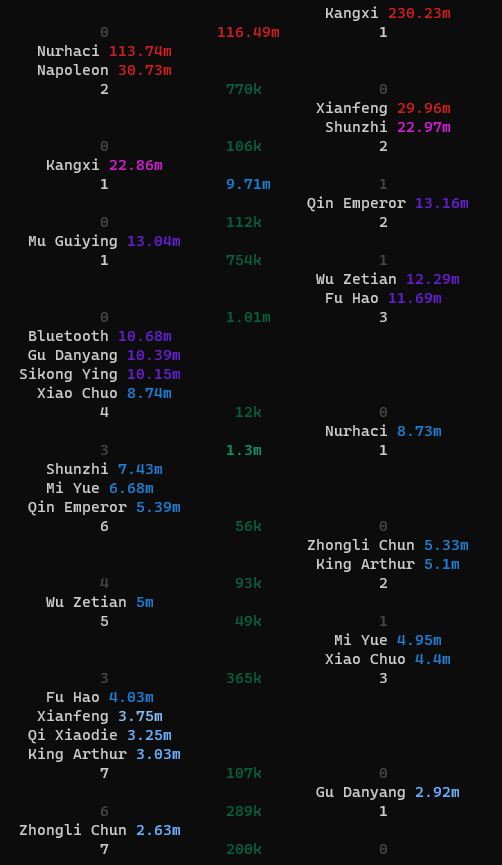 Kangxi 230.23m
0 116.49m 1
Nurhaci 113.74m
Napoleon 30.73m
2 770k 0
Xianfeng 29.96m
Shunzhi 22.97m
0 106k 2
Kangxi 22.86m
1 9.71m 1
Qin Emperor 13.16m
0 112k 2
Mu Guiying 13.04m
1 754k 1
Wu Zetian 12.29m
Fu Hao 11.69m
0 1.01m 3
Bluetooth 10.68m
Gu Danyang 10.39m
Sikong Ying 10.15m
Xiao Chuo 8.74m
4 12k 0
Nurhaci 8.73m
3 1.3m 1
Shunzhi 7.43m
Mi Yue 6.68m
Qin Emperor 5.39m
6 56k 0
Zhongli Chun 5.33m
King Arthur 5.1m
4 93k 2
Wu Zetian 5m
5 49k 1
Mi Yue 4.95m
Xiao Chuo 4.4m
3 365k 3
Fu Hao 4.03m
Xianfeng 3.75m
Qi Xiaodie 3.25m
King Arthur 3.03m
7 107k 0
Gu Danyang 2.92m
6 289k 1
Zhongli Chun 2.63m
7 200k 0